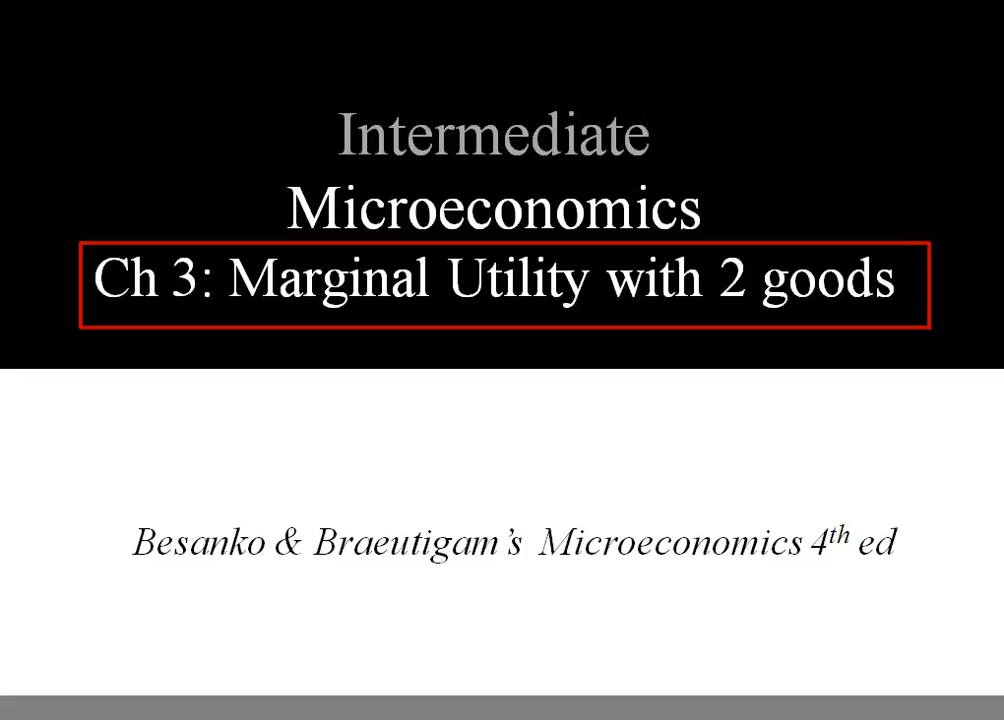 Intermediate
Microeconomics
Ch 3: Marginal Utility with 2 goods
Besanko & Braeutigam's Microeconomics 4th ed